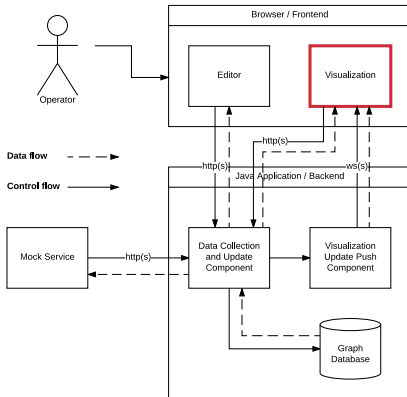 Browser / Frontend
Editor
Visualization
Operator
http(s)
Data flow
http(s)
ws(s)
Java Application / Backend
Control flow
Mock Service
http(s)
Data Collection
and Update
Component
Visualization
Update Push
Component
Graph
Database